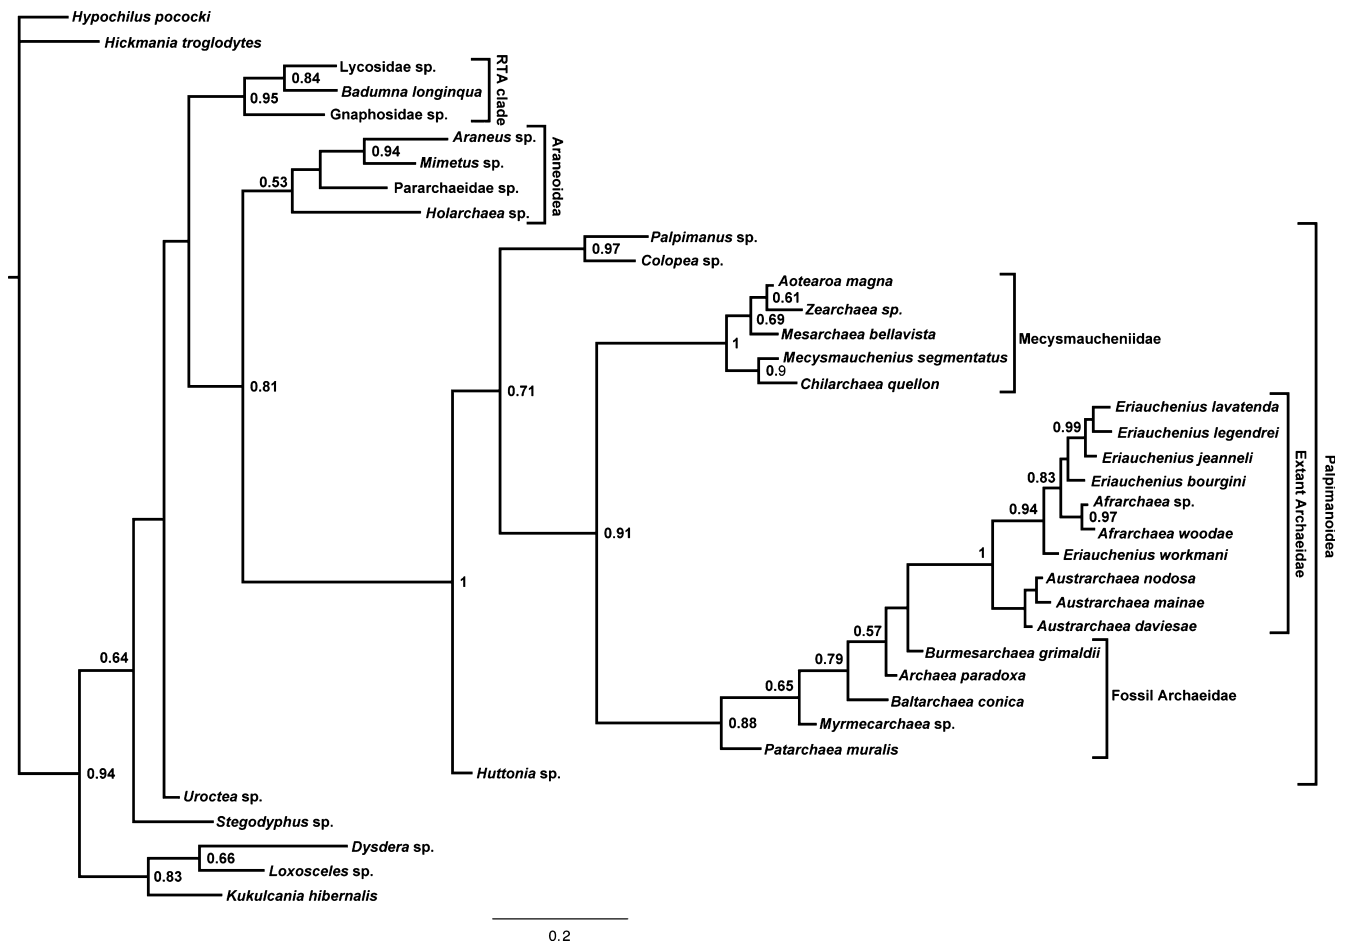 Hypochilus pococki
Hickmania troglodytes
Lycosidae sp.
0.84
Badumna longinqua
0.95
Gnaphosidae sp.
RTA clade
Araneus sp.
0.94
Mimetus sp.
0.53
Pararchaeidae sp.
Holarchaea sp.
Araneoidea
Palpimanus sp.
0.97
Colopea sp.
Aotearoa magna
0.61
Zearchaea sp.
0.69
Mesarchaea bellavista
1
Mecysmaucheniidae
Mecysmauchenius segmentatus
0.9
Chilarchaea quellon
0.81
0.71
Eriauchenius lavatenda
0.99
Eriauchenius legendrei
Eriauchenius jeanneli
0.83
Eriauchenius bourgini
Afrarchaea sp.
0.94
0.97
Afrarchaea woodae
0.91
1
Eriauchenius workmani
Extant Archaeidae
Palpimanoidea
1
Austrarchaea nodosa
Austrarchaea mainae
Austrarchaea daviesae
0.57
Burmesarchaea grimaldii
0.64
0.79
Archaea paradoxa
0.65
Baltarchaea conica
Fossil Archaeidae
0.88
Myrmecarchaea sp.
Patarchaea muralis
0.94
Huttonia sp.
Uroctea sp.
Stegodyphus sp.
Dysdera sp.
0.66
Loxosceles sp.
0.83
Kukulcania hibernalis
0.2